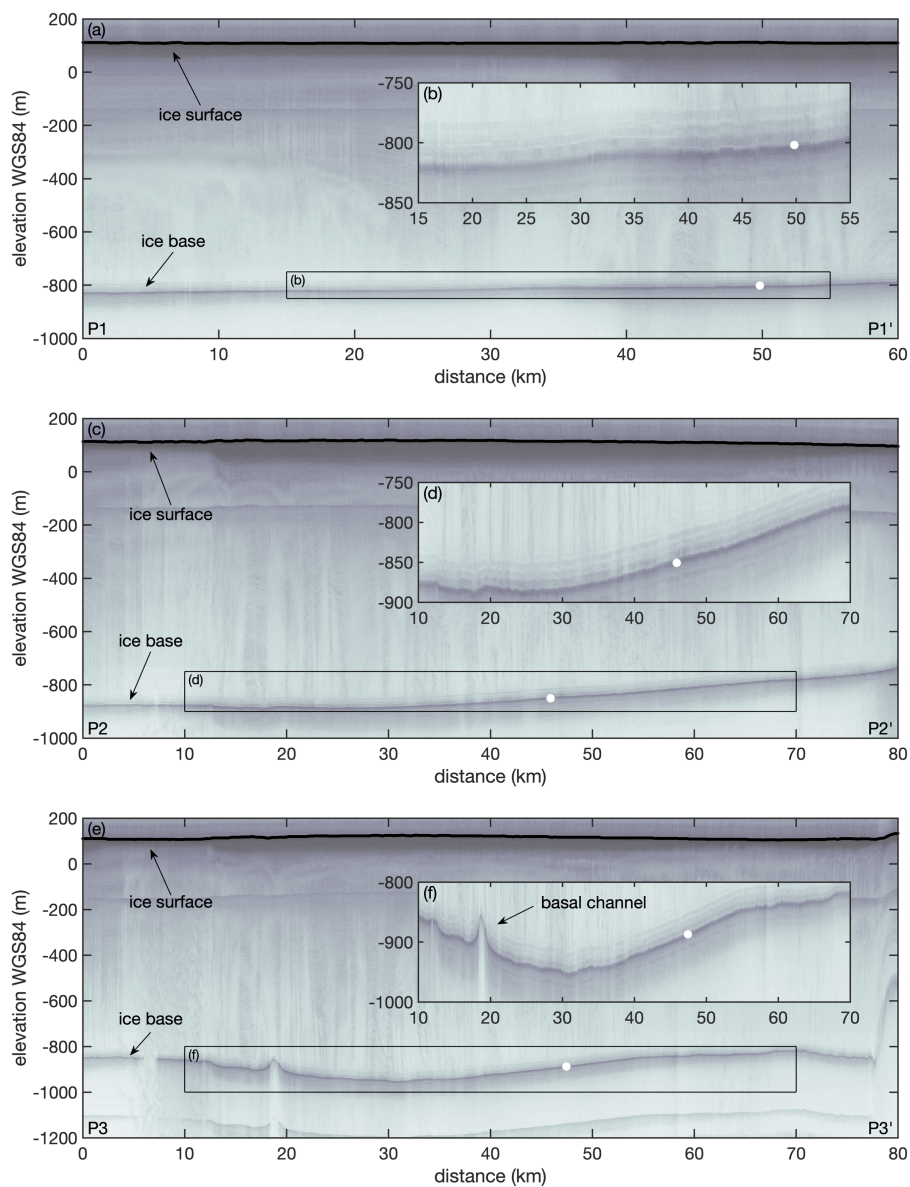 200
(a)
0
ice surface
-200
-400
-600
ice base
-800
-1000
elevation WGS84 (m)
-750
(b)
-800
-850
15 20 25 30 35 40 45 50 55
(b)
P1 P1'
0 10 20 30 40 50 60
distance (km)
200
(c)
0
ice surface
-200
-400
-600
ice base
-800
-1000
elevation WGS84 (m)
-750
(d)
-800
-850
-900
10 20 30 40 50 60 70
(d)
P2 P2'
0 10 20 30 40 50 60 70 80
distance (km)
200
(e)
0
ice surface
-200
-400
-600
ice base
-800
-1000
-1200
elevation WGS84 (m)
-800
(f)
basal channel
-900
-1000
10 20 30 40 50 60 70
(f)
P3 P3'
0 10 20 30 40 50 60 70 80
distance (km)